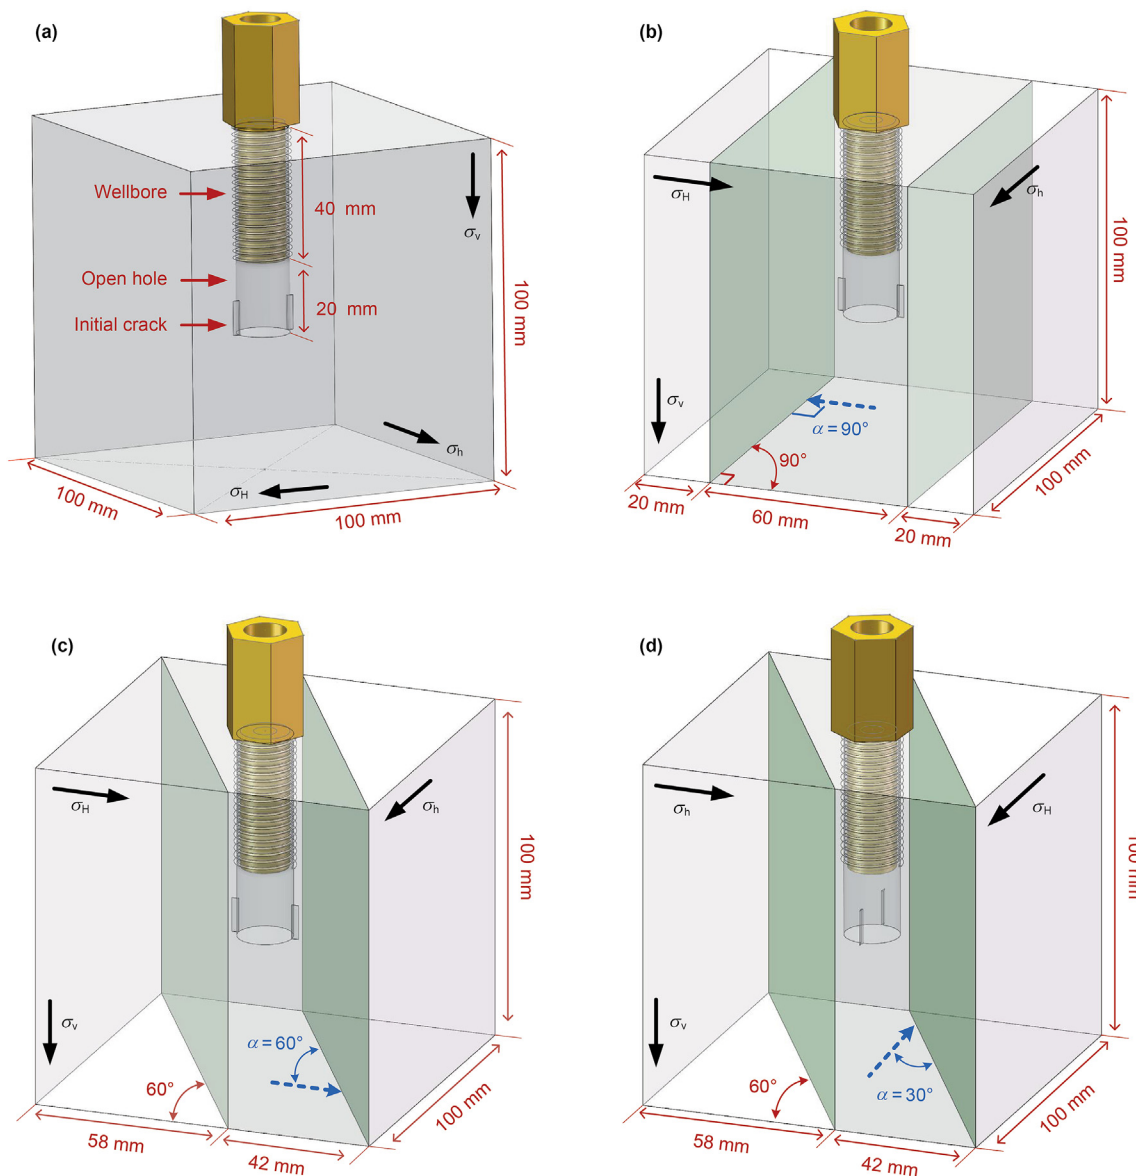 (a)
Wellbore
40 mm
σv
Open hole
20 mm
Initial crack
100 mm
σh
σH
100 mm
100 mm
(b)
σH
σh
100 mm
σv
α = 90°
90°
100 mm
20 mm
60 mm
20 mm
(c)
σH
σh
100 mm
σv
α = 60°
60°
100 mm
58 mm
42 mm
(d)
σh
σH
100 mm
σv
α = 30°
60°
100 mm
58 mm
42 mm